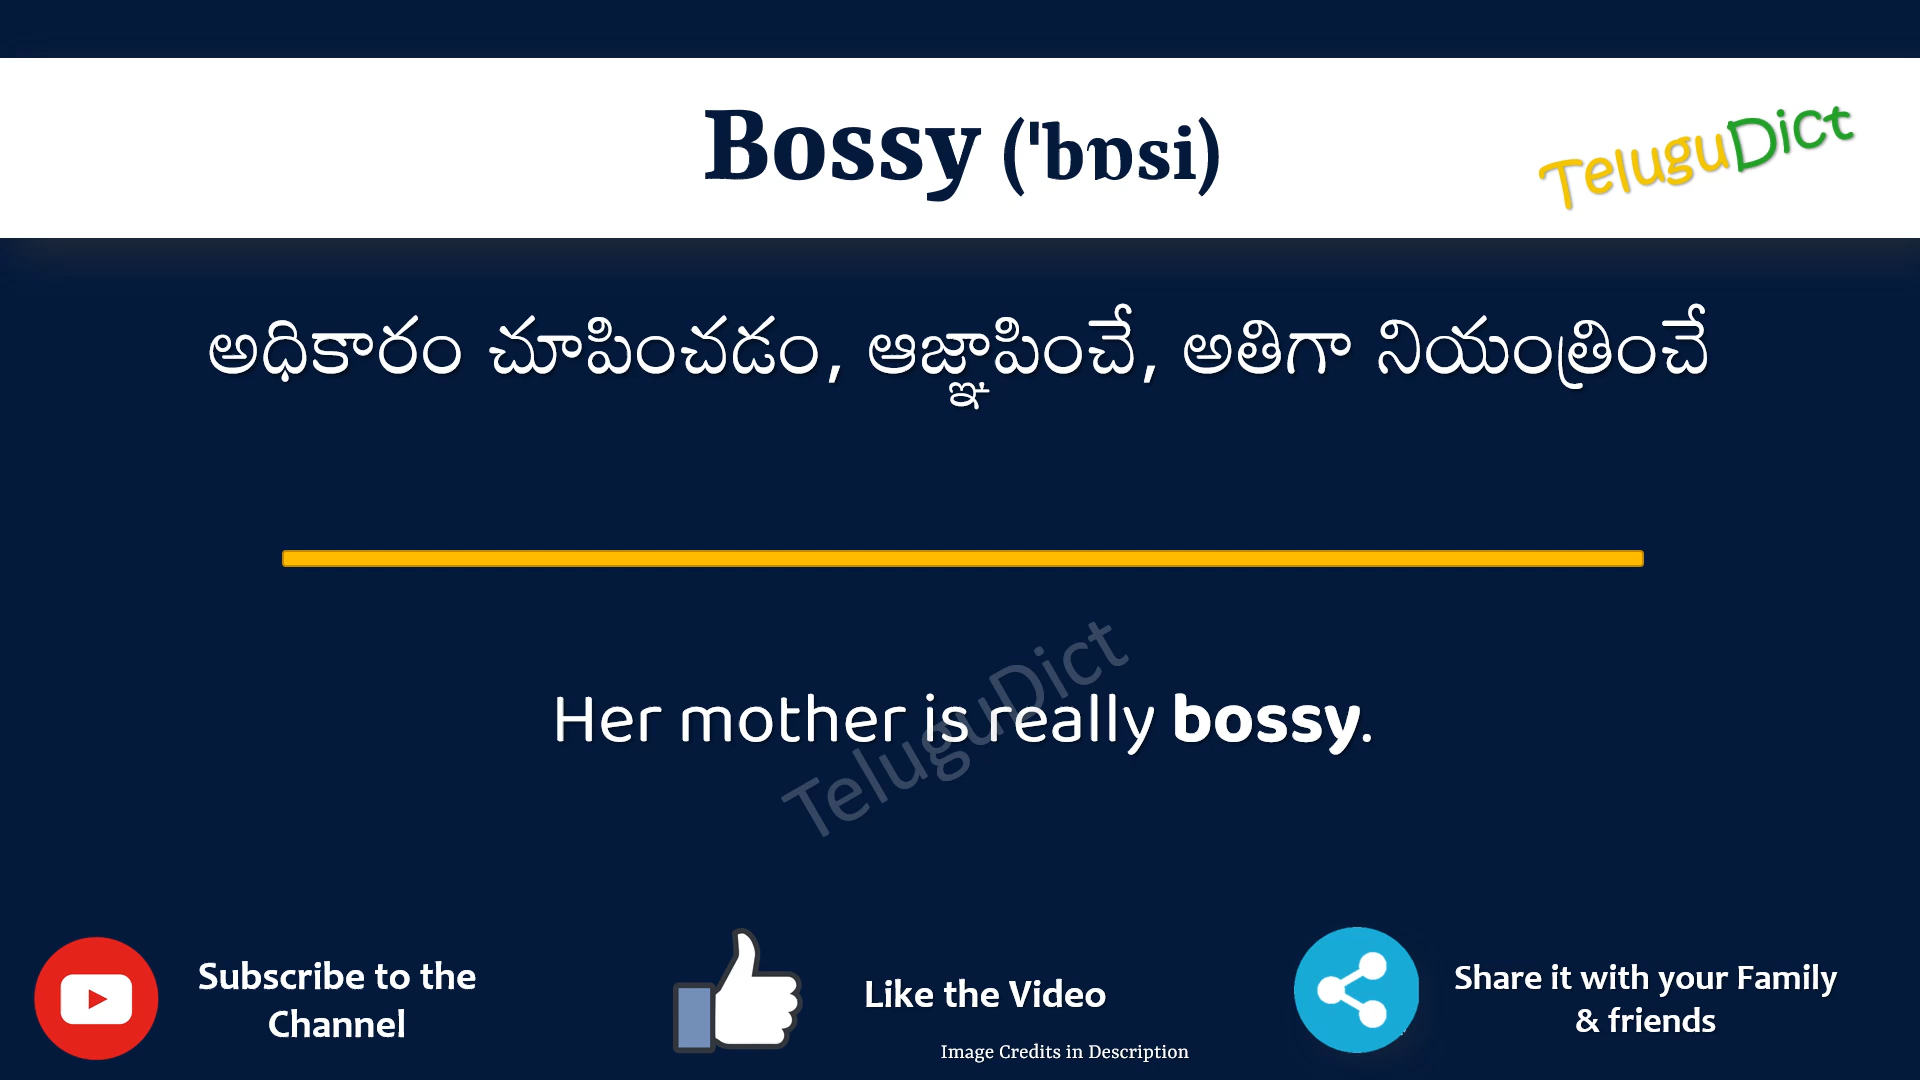 Bossy ('bɒsi)
TeluguDict
అధికారం చూపించడం, ఆజ్ఞాపించే, అతిగా నియంత్రించే
Her mother is really bossy.
TeluguDict
Subscribe to the
Channel
Like the Video
Share it with your Family
& friends
Image Credits in Description